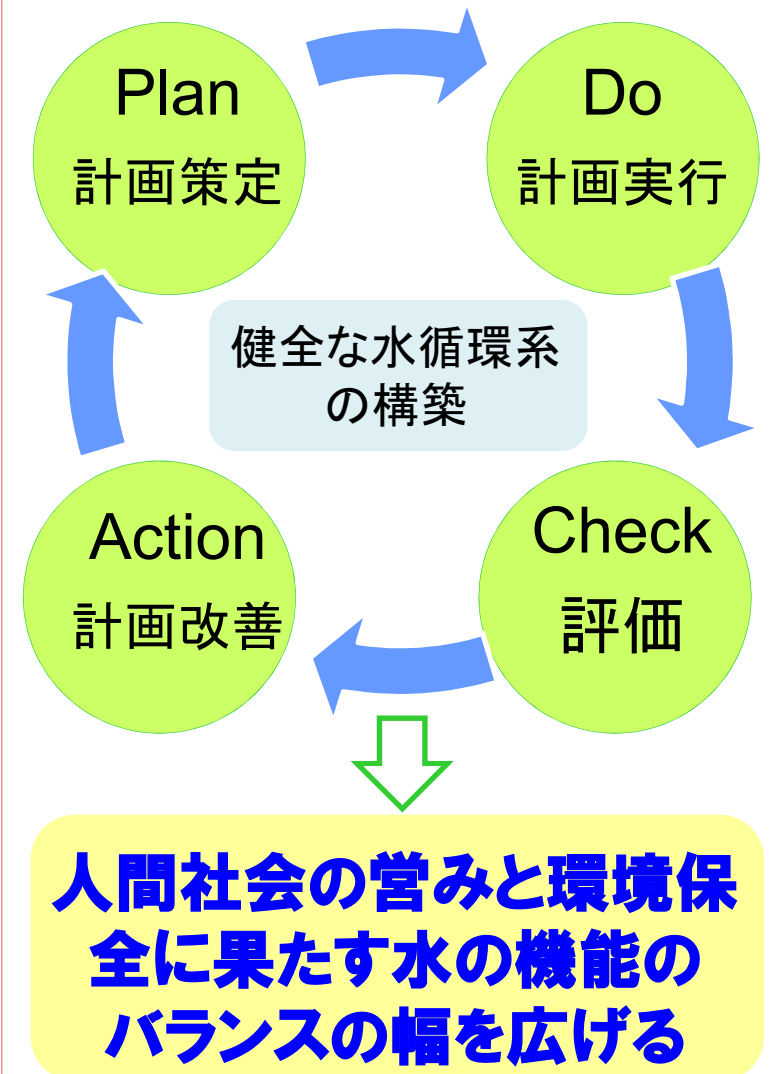 Plan
計画策定
Do
計画実行
健全な水循環系
の構築
Action
計画改善
Check
評価
人間社会の営みと環境保
全に果たす水の機能の
バランスの幅を広げる